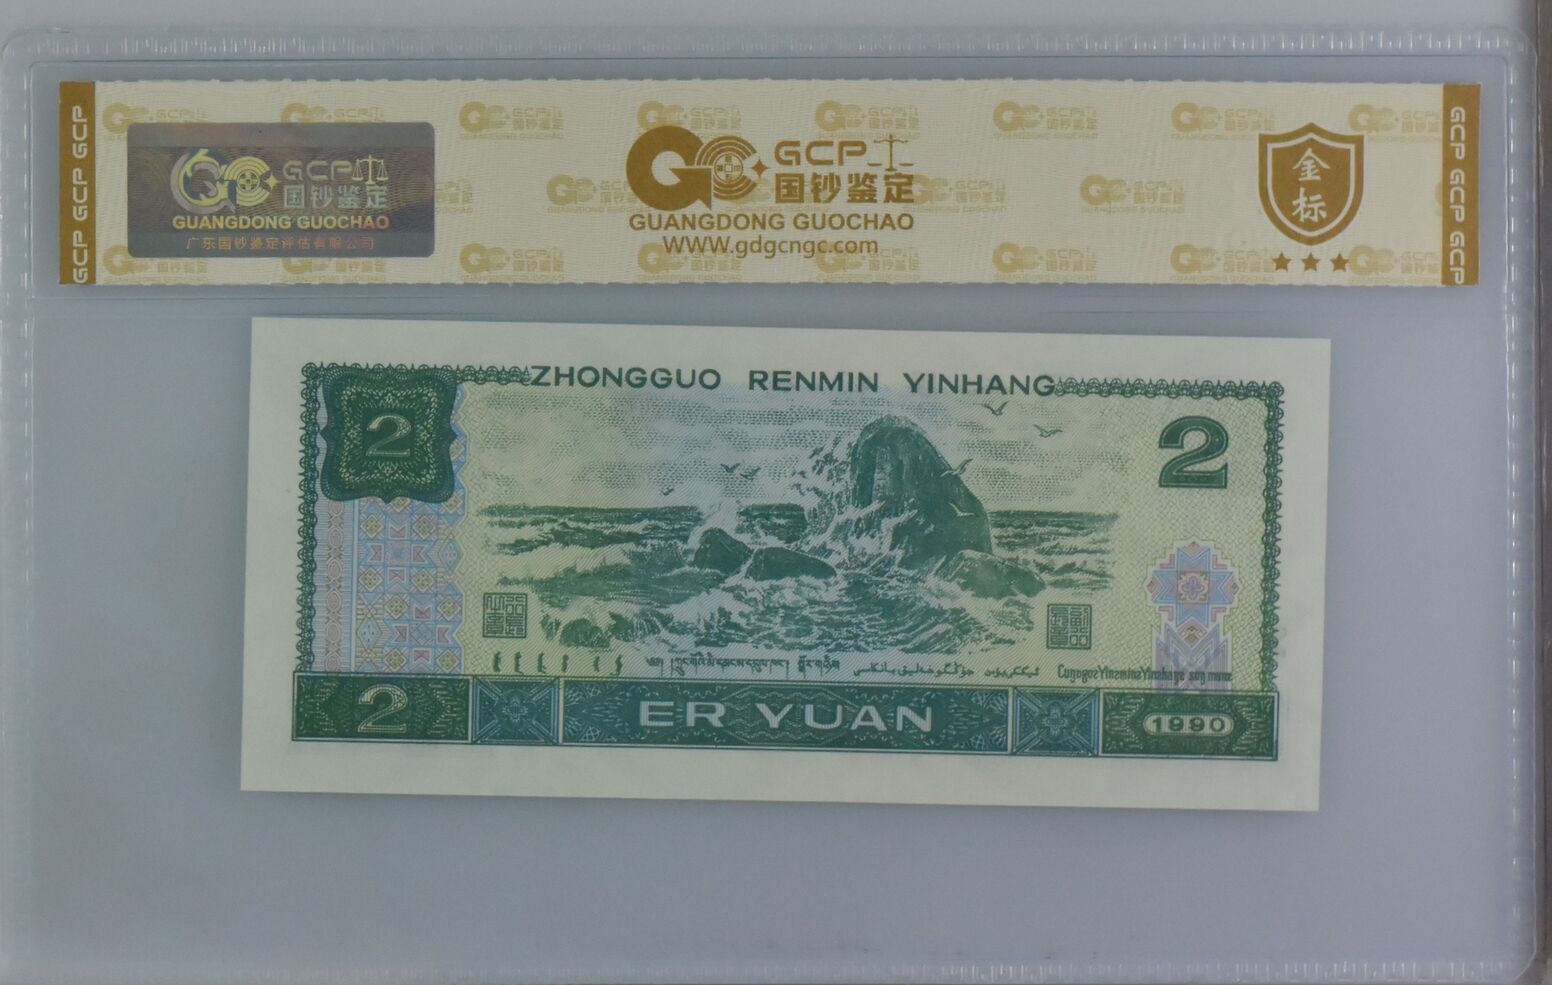 GCP GCP GCP
GCP
国钞鉴定
GUANGDONG GUOCHAO
广东国钞鉴定评估有限公司
GCP
国钞鉴定
GUANGDONG GUOCHAO
WWW.gdgcngc.com
金标
GCP GCP GCP
ZHONGGUO RENMIN YINHANG
2
2
2
ER YUAN
1990